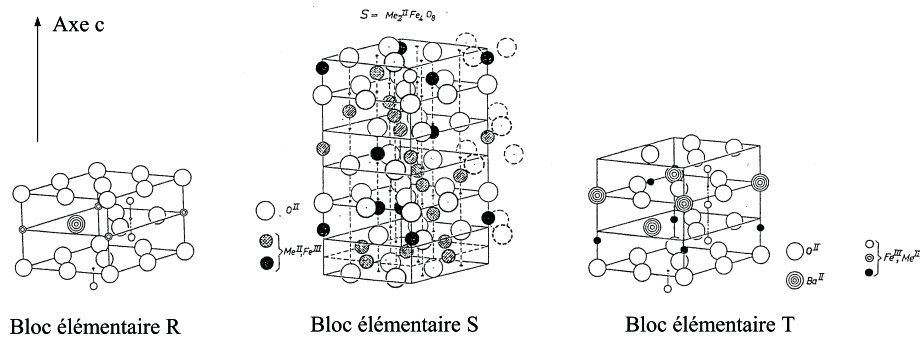 Axe c
S = Me₂ᴵᴵFe₄O₈
Oᴵᴵ
Meᴵᴵ,Feᴵᴵᴵ
Oᴵᴵ
Baᴵᴵ
Feᴵᴵᴵ,Meᴵᴵ
Bloc élémentaire R
Bloc élémentaire S
Bloc élémentaire T